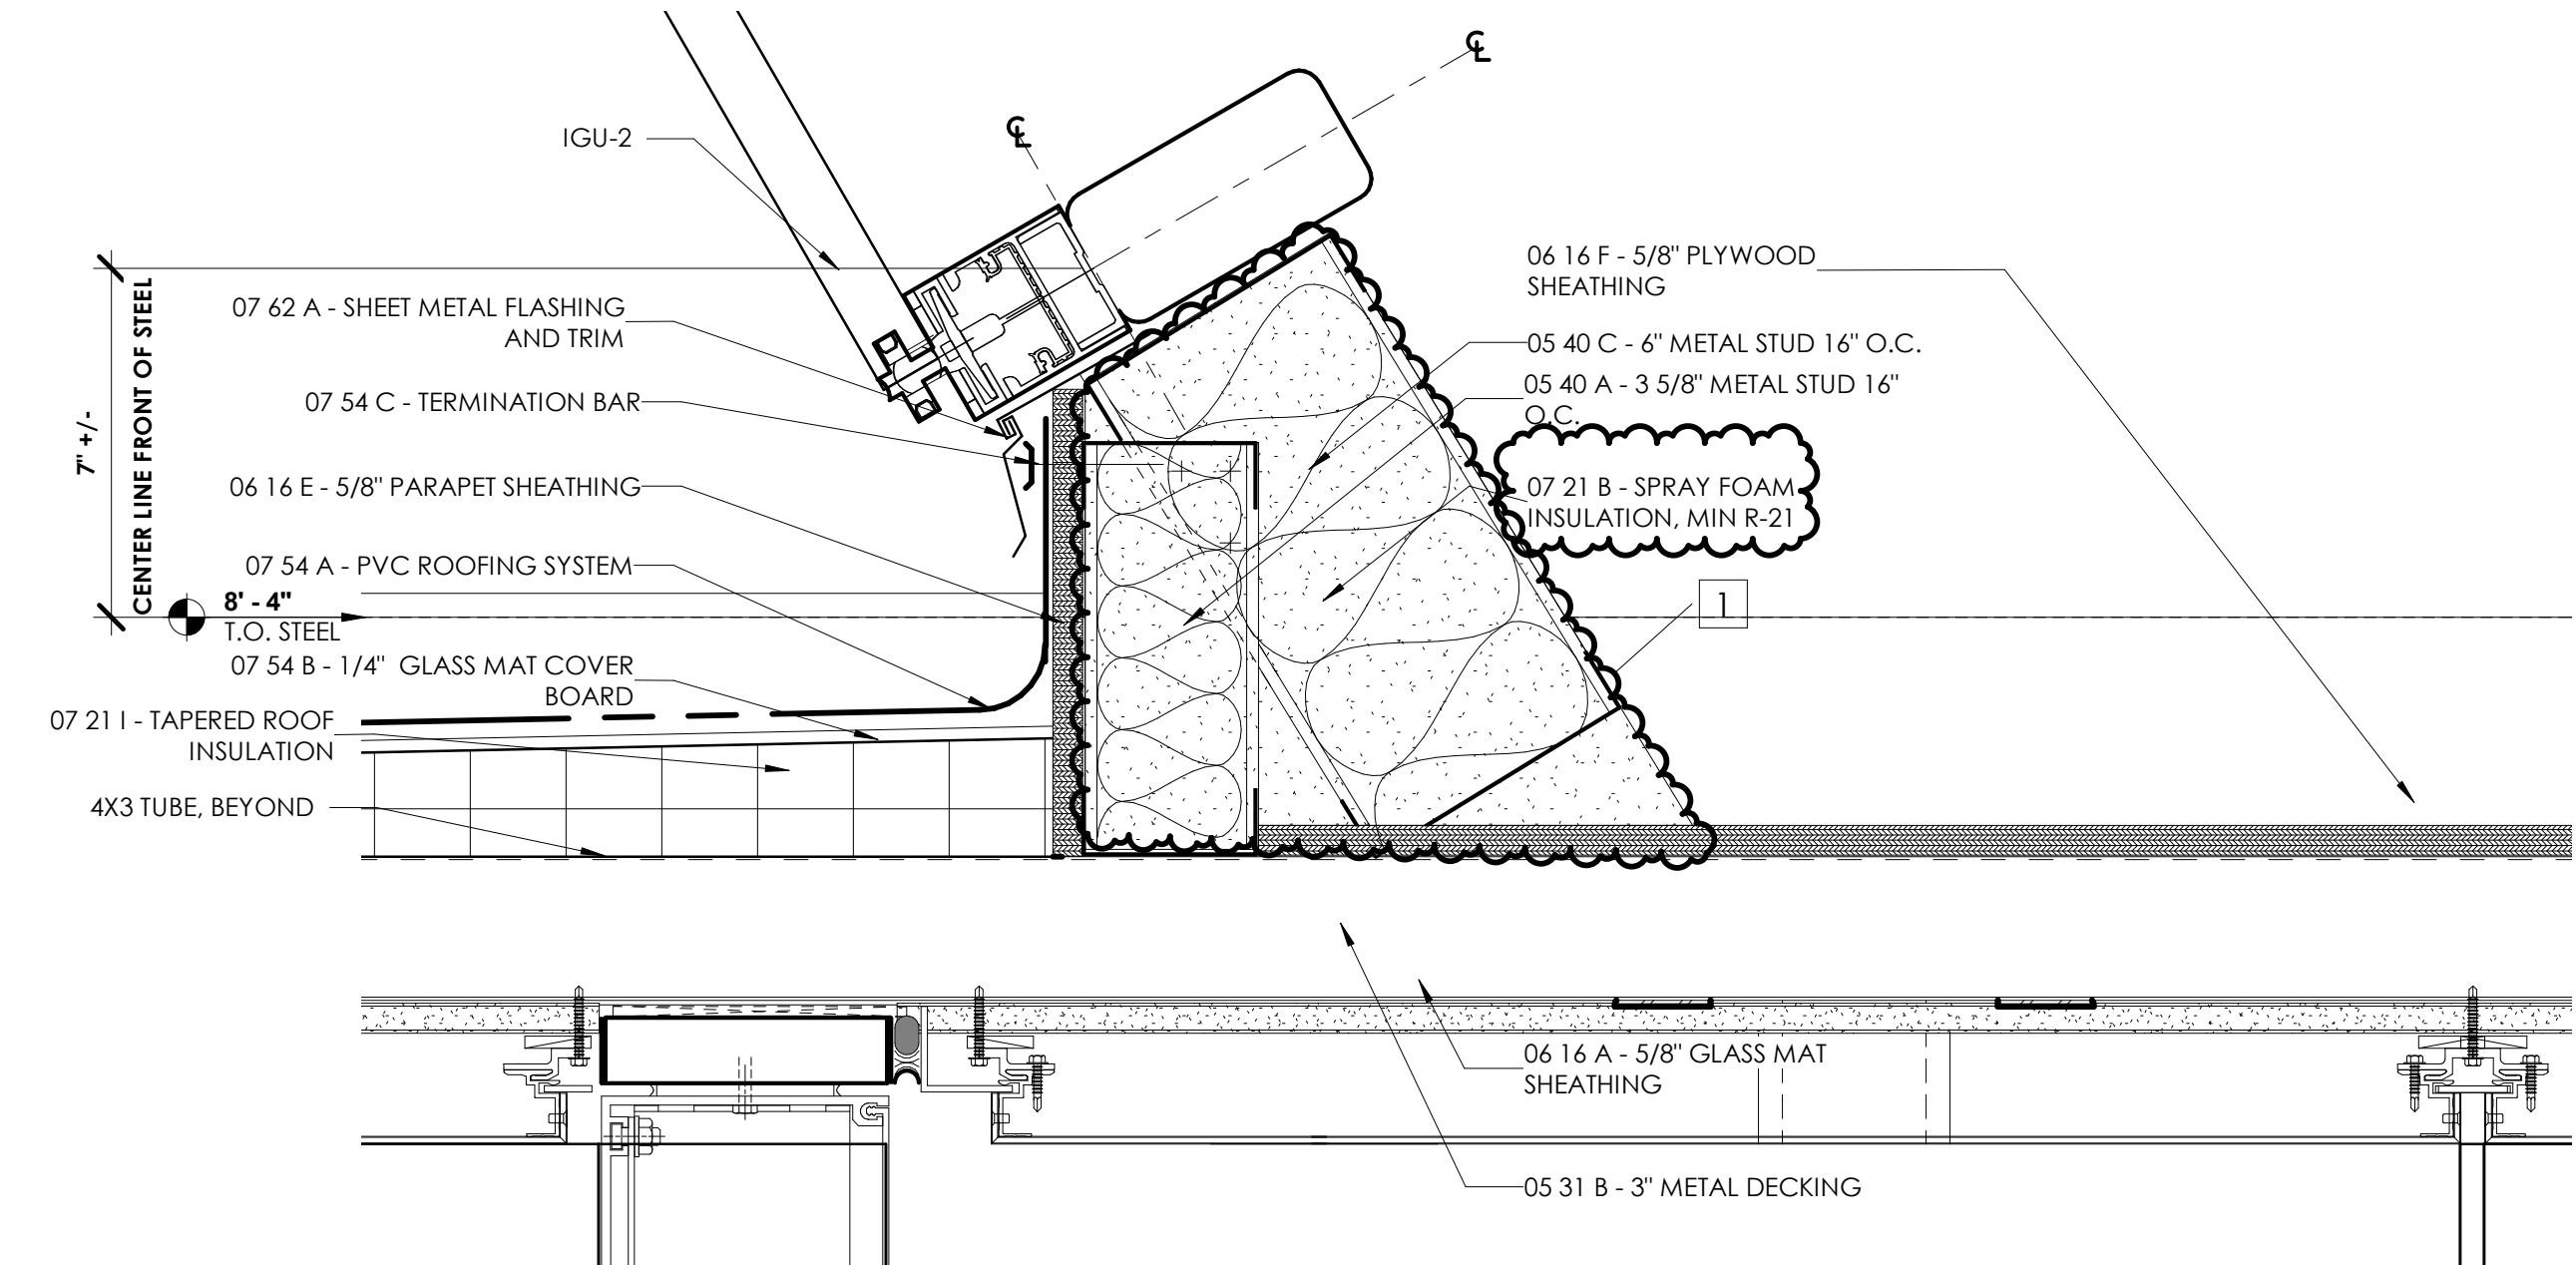 ℄
℄
IGU-2
07 62 A - SHEET METAL FLASHING
AND TRIM
07 54 C - TERMINATION BAR
06 16 E - 5/8" PARAPET SHEATHING
07 54 A - PVC ROOFING SYSTEM
7" +/-
CENTER LINE FRONT OF STEEL
8' - 4"
T.O. STEEL
07 54 B - 1/4" GLASS MAT COVER
BOARD
07 21 I - TAPERED ROOF
INSULATION
4X3 TUBE, BEYOND
06 16 F - 5/8" PLYWOOD
SHEATHING
05 40 C - 6" METAL STUD 16" O.C.
05 40 A - 3 5/8" METAL STUD 16"
O.C.
07 21 B - SPRAY FOAM
INSULATION, MIN R-21
1
06 16 A - 5/8" GLASS MAT
SHEATHING
05 31 B - 3" METAL DECKING